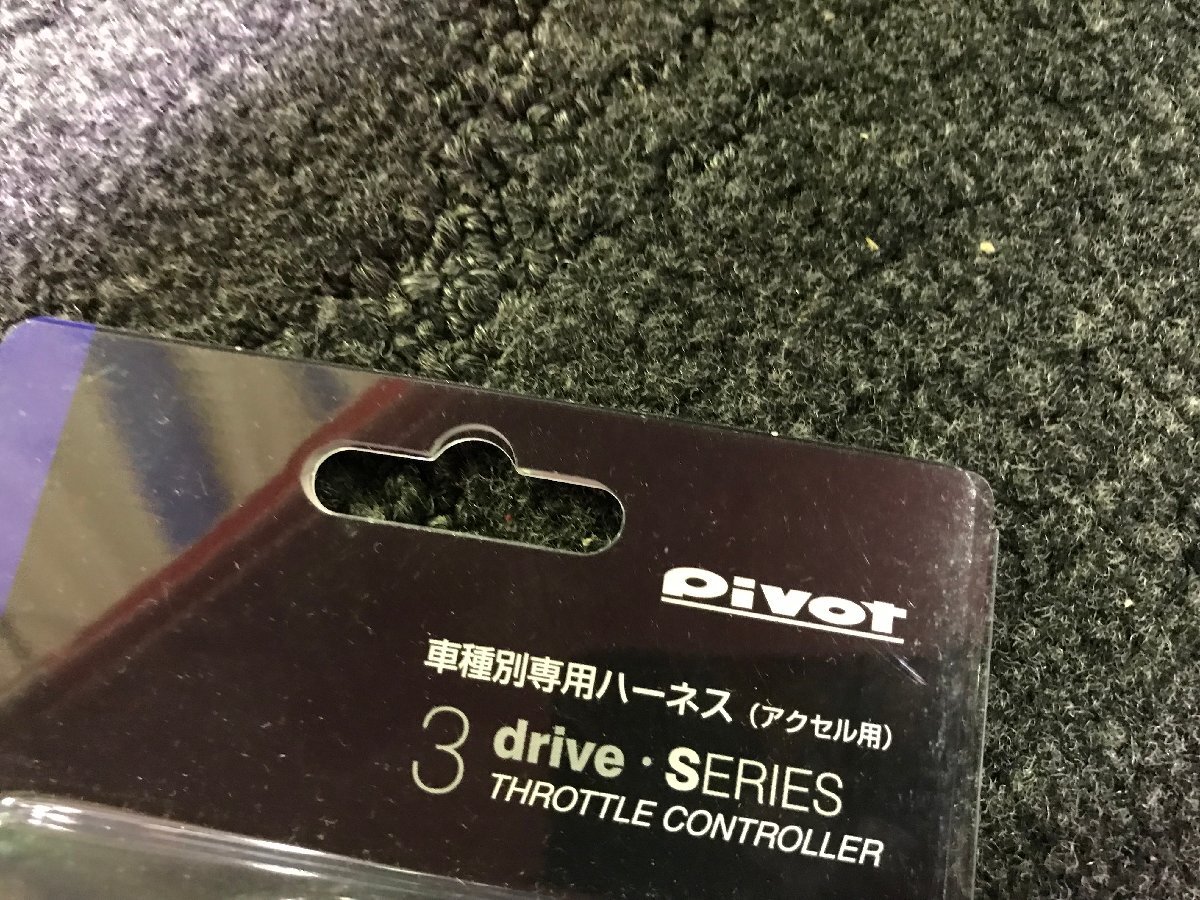 pivot
車種別専用ハーネス（アクセル用）
3 drive・SERIES
THROTTLE CONTROLLER